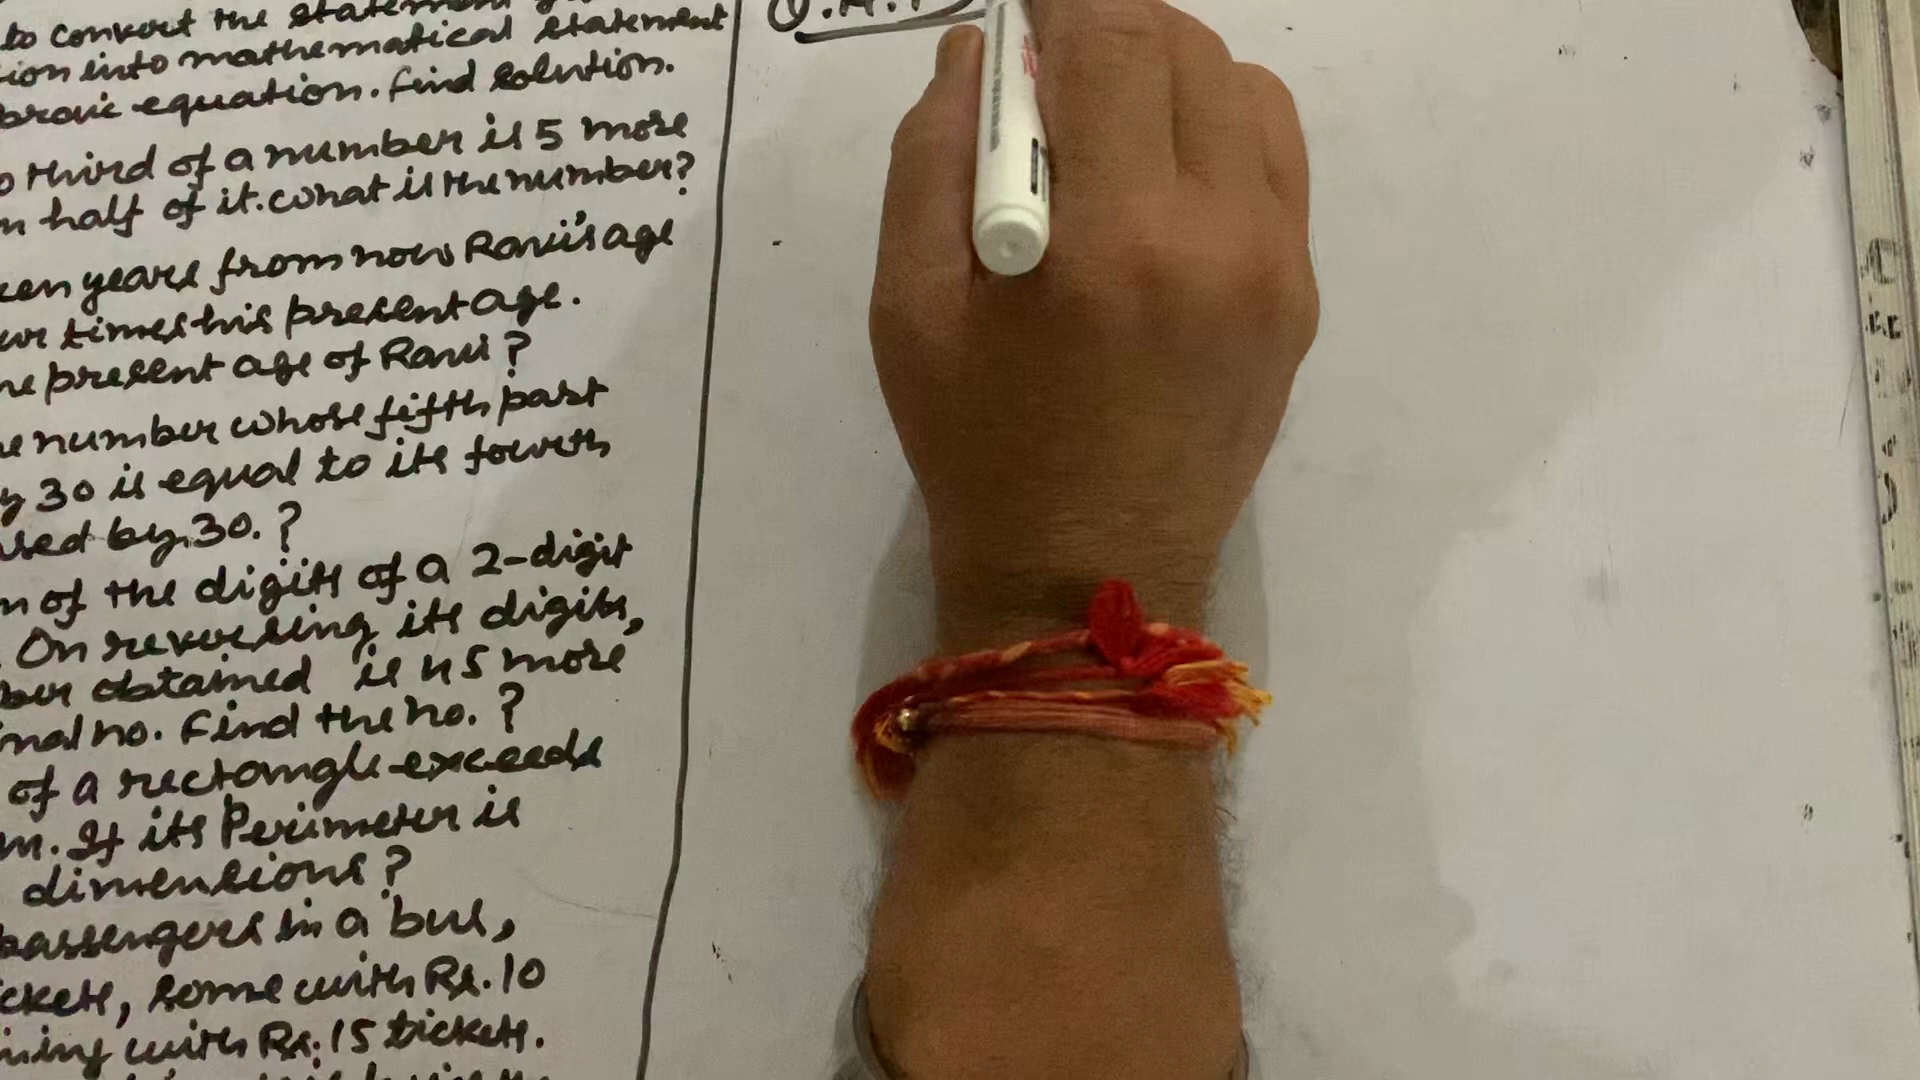 to convert the statement
ion into mathematical statement
braic equation. find solution.
o third of a number is 5 more
n half of it. what is the number?
een years from now Ravi's age
ur times his present age.
he present age of Ravi?
e number whose fifth part
y 30 is equal to its fourth
ased by 30.?
m of the digits of a 2-digit
. On reversing its digits,
ber obtained is 45 more
inal no. Find the no.?
of a rectangle exceeds
m. If its Perimeter is
dimensions?
passengers in a bus,
ickets, some with Rs. 10
ining with Rs. 15 tickets.